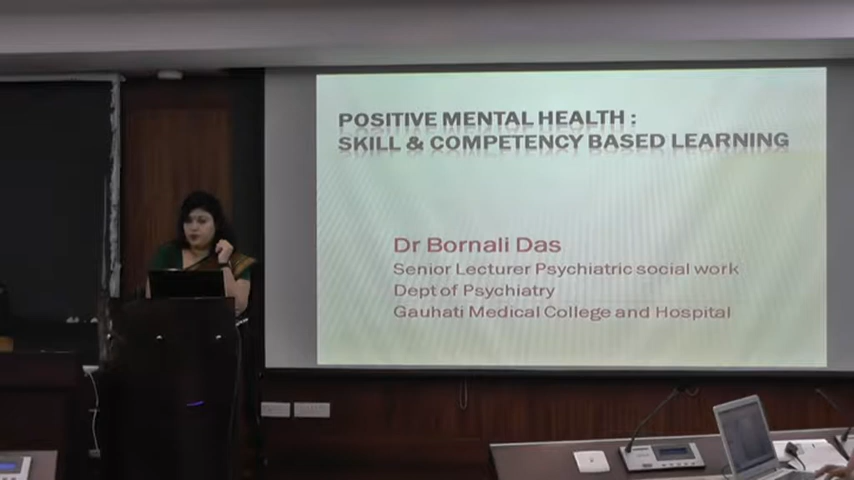 POSITIVE MENTAL HEALTH :
SKILL & COMPETENCY BASED LEARNING
Dr Bornali Das
Senior Lecturer Psychiatric social work
Dept of Psychiatry
Gauhati Medical College and Hospital